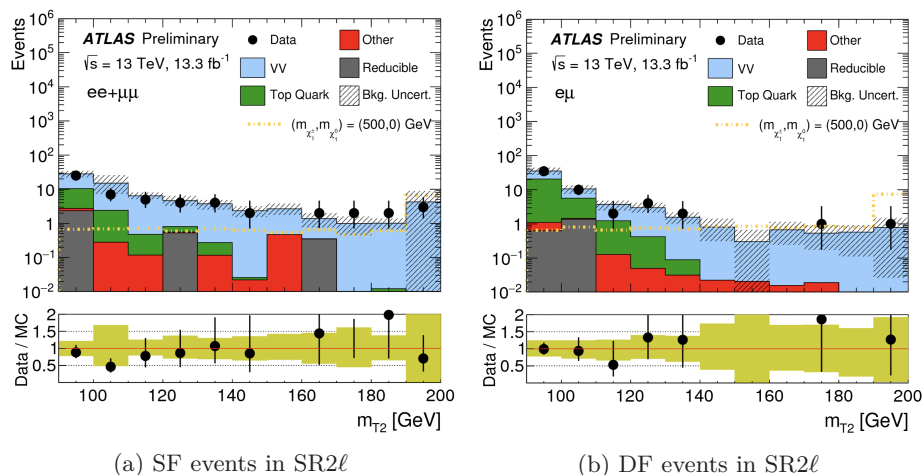 Events
10⁶
10⁵
10⁴
10³
10²
10
1
10⁻¹
10⁻²
ATLAS Preliminary
√s = 13 TeV, 13.3 fb⁻¹
ee+μμ
Data
Other
VV
Reducible
Top Quark
Bkg. Uncert.
(m_χ̃₁±, m_χ̃₁⁰) = (500,0) GeV
Data / MC
2
1.5
1
0.5
100 120 140 160 180 200
m_T2 [GeV]
(a) SF events in SR2ℓ
Events
10⁶
10⁵
10⁴
10³
10²
10
1
10⁻¹
10⁻²
ATLAS Preliminary
√s = 13 TeV, 13.3 fb⁻¹
eμ
Data
Other
VV
Reducible
Top Quark
Bkg. Uncert.
(m_χ̃₁±, m_χ̃₁⁰) = (500,0) GeV
Data / MC
2
1.5
1
0.5
100 120 140 160 180 200
m_T2 [GeV]
(b) DF events in SR2ℓ